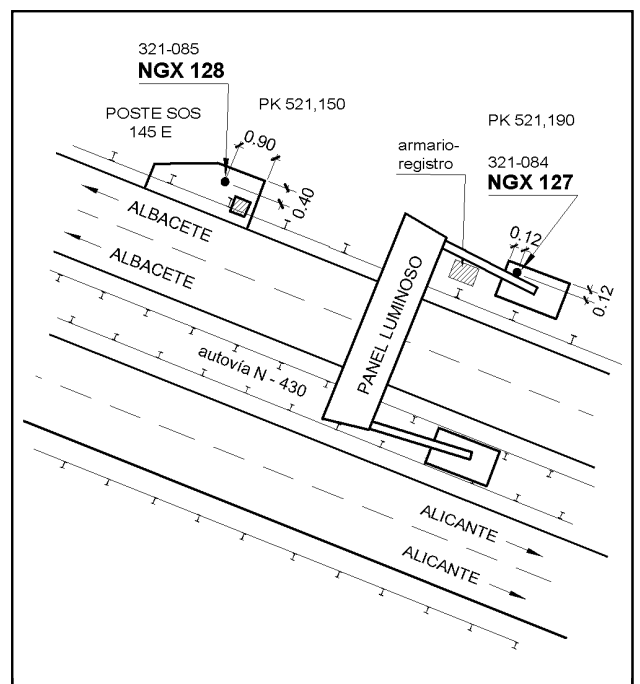 321-085
NGX 128
POSTE SOS
145 E
PK 521,150
0.90
0.40
PK 521,190
armario-
registro
321-084
NGX 127
0.12
0.12
ALBACETE
ALBACETE
PANEL LUMINOSO
autovía N - 430
ALICANTE
ALICANTE